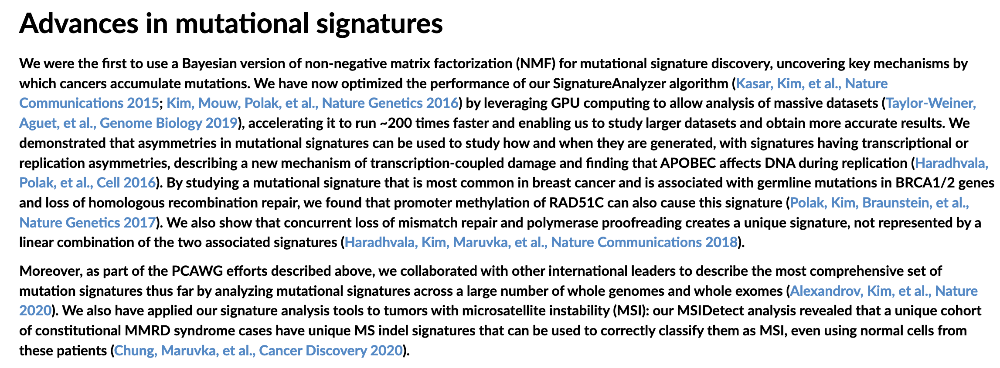 Advances in mutational signatures
We were the first to use a Bayesian version of non-negative matrix factorization (NMF) for mutational signature discovery, uncovering key mechanisms by
which cancers accumulate mutations. We have now optimized the performance of our SignatureAnalyzer algorithm (Kasar, Kim, et al., Nature
Communications 2015; Kim, Mouw, Polak, et al., Nature Genetics 2016) by leveraging GPU computing to allow analysis of massive datasets (Taylor-Weiner,
Aguet, et al., Genome Biology 2019), accelerating it to run ~200 times faster and enabling us to study larger datasets and obtain more accurate results. We
demonstrated that asymmetries in mutational signatures can be used to study how and when they are generated, with signatures having transcriptional or
replication asymmetries, describing a new mechanism of transcription-coupled damage and finding that APOBEC affects DNA during replication (Haradhvala,
Polak, et al., Cell 2016). By studying a mutational signature that is most common in breast cancer and is associated with germline mutations in BRCA1/2 genes
and loss of homologous recombination repair, we found that promoter methylation of RAD51C can also cause this signature (Polak, Kim, Braunstein, et al.,
Nature Genetics 2017). We also show that concurrent loss of mismatch repair and polymerase proofreading creates a unique signature, not represented by a
linear combination of the two associated signatures (Haradhvala, Kim, Maruvka, et al., Nature Communications 2018).
Moreover, as part of the PCAWG efforts described above, we collaborated with other international leaders to describe the most comprehensive set of
mutation signatures thus far by analyzing mutational signatures across a large number of whole genomes and whole exomes (Alexandrov, Kim, et al., Nature
2020). We also have applied our signature analysis tools to tumors with microsatellite instability (MSI): our MSIDetect analysis revealed that a unique cohort
of constitutional MMRD syndrome cases have unique MS indel signatures that can be used to correctly classify them as MSI, even using normal cells from
these patients (Chung, Maruvka, et al., Cancer Discovery 2020).